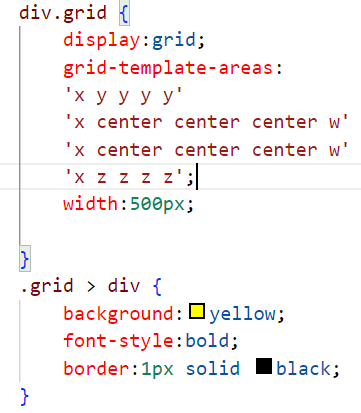 div.grid {
display:grid;
grid-template-areas:
'x y y y y'
'x center center center w'
'x center center center w'
'x z z z z';
width:500px;
}
.grid > div {
background:yellow;
font-style:bold;
border:1px solid black;
}